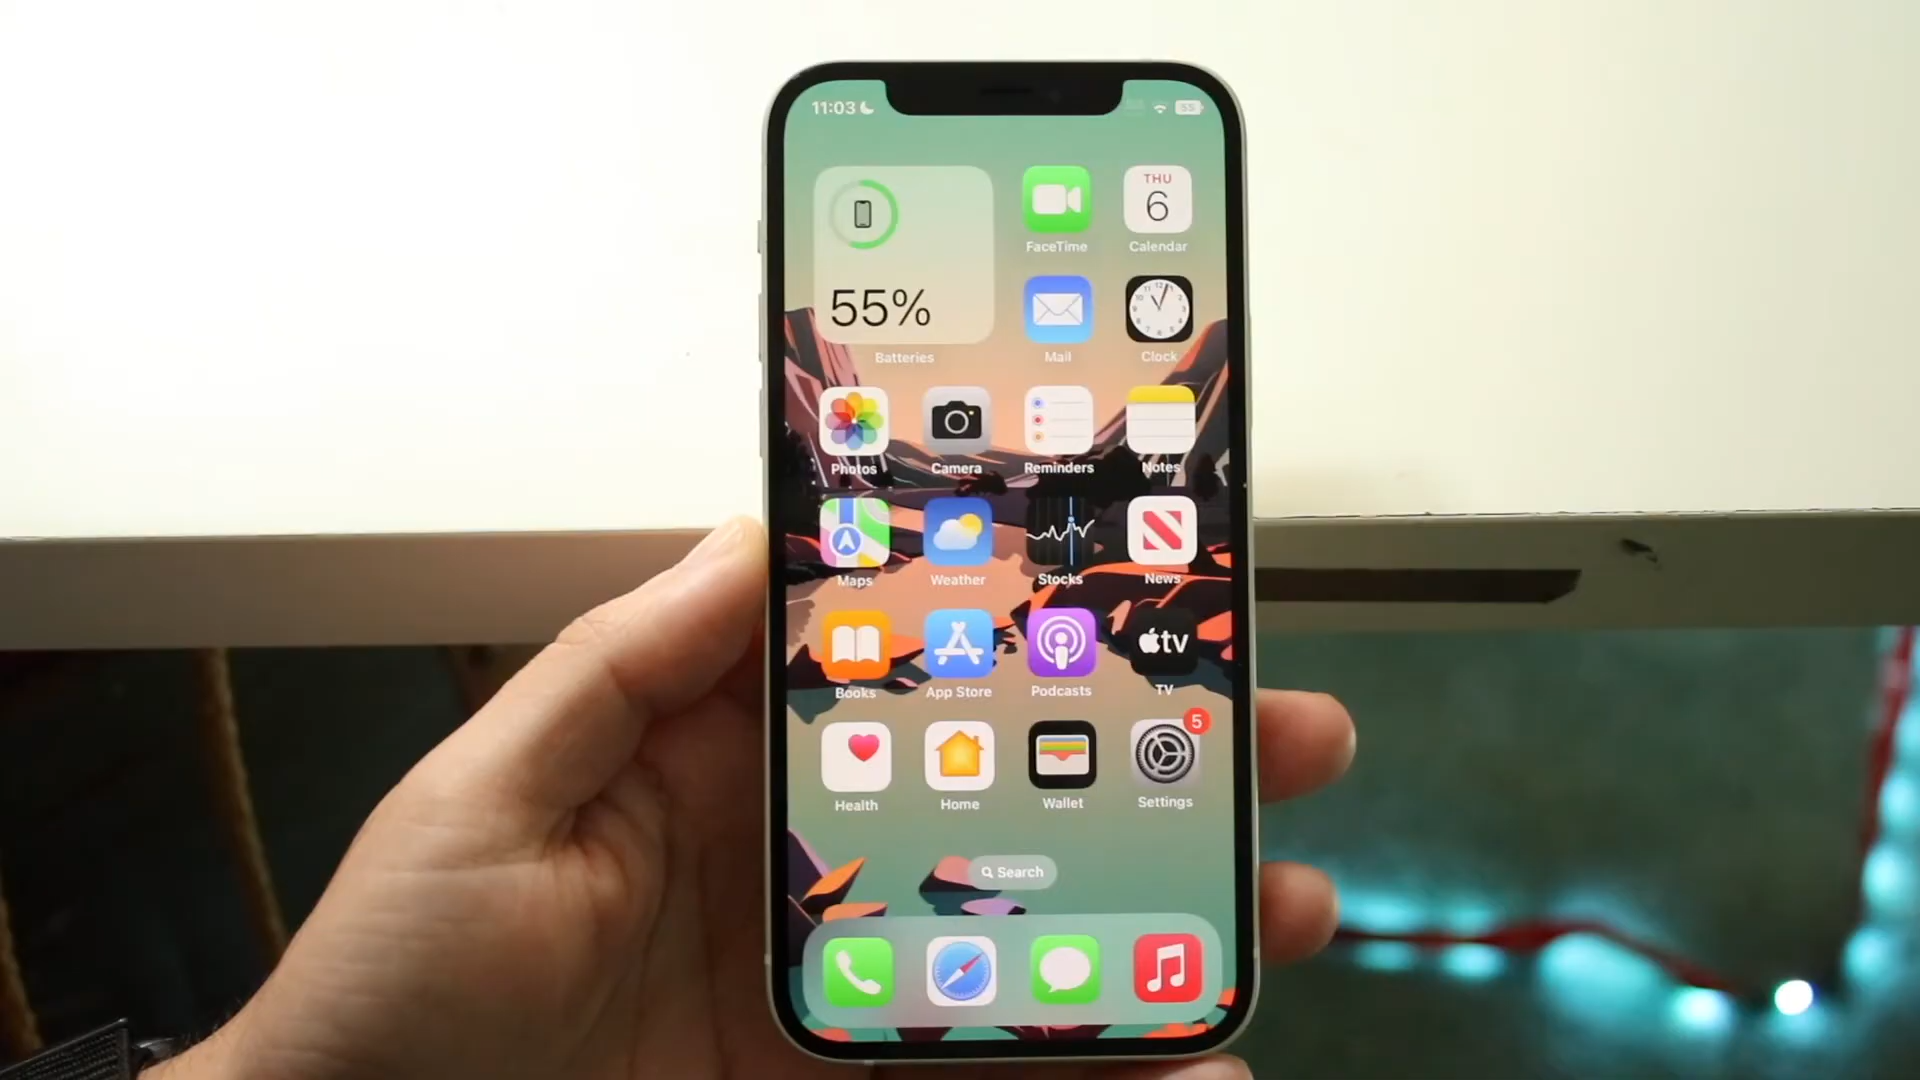 11:03 55
THU
6
FaceTime Calendar
55%
Batteries Mail Clock
Photos Camera Reminders Notes
Maps Weather Stocks News
tv
Books App Store Podcasts TV
5
Health Home Wallet Settings
Search